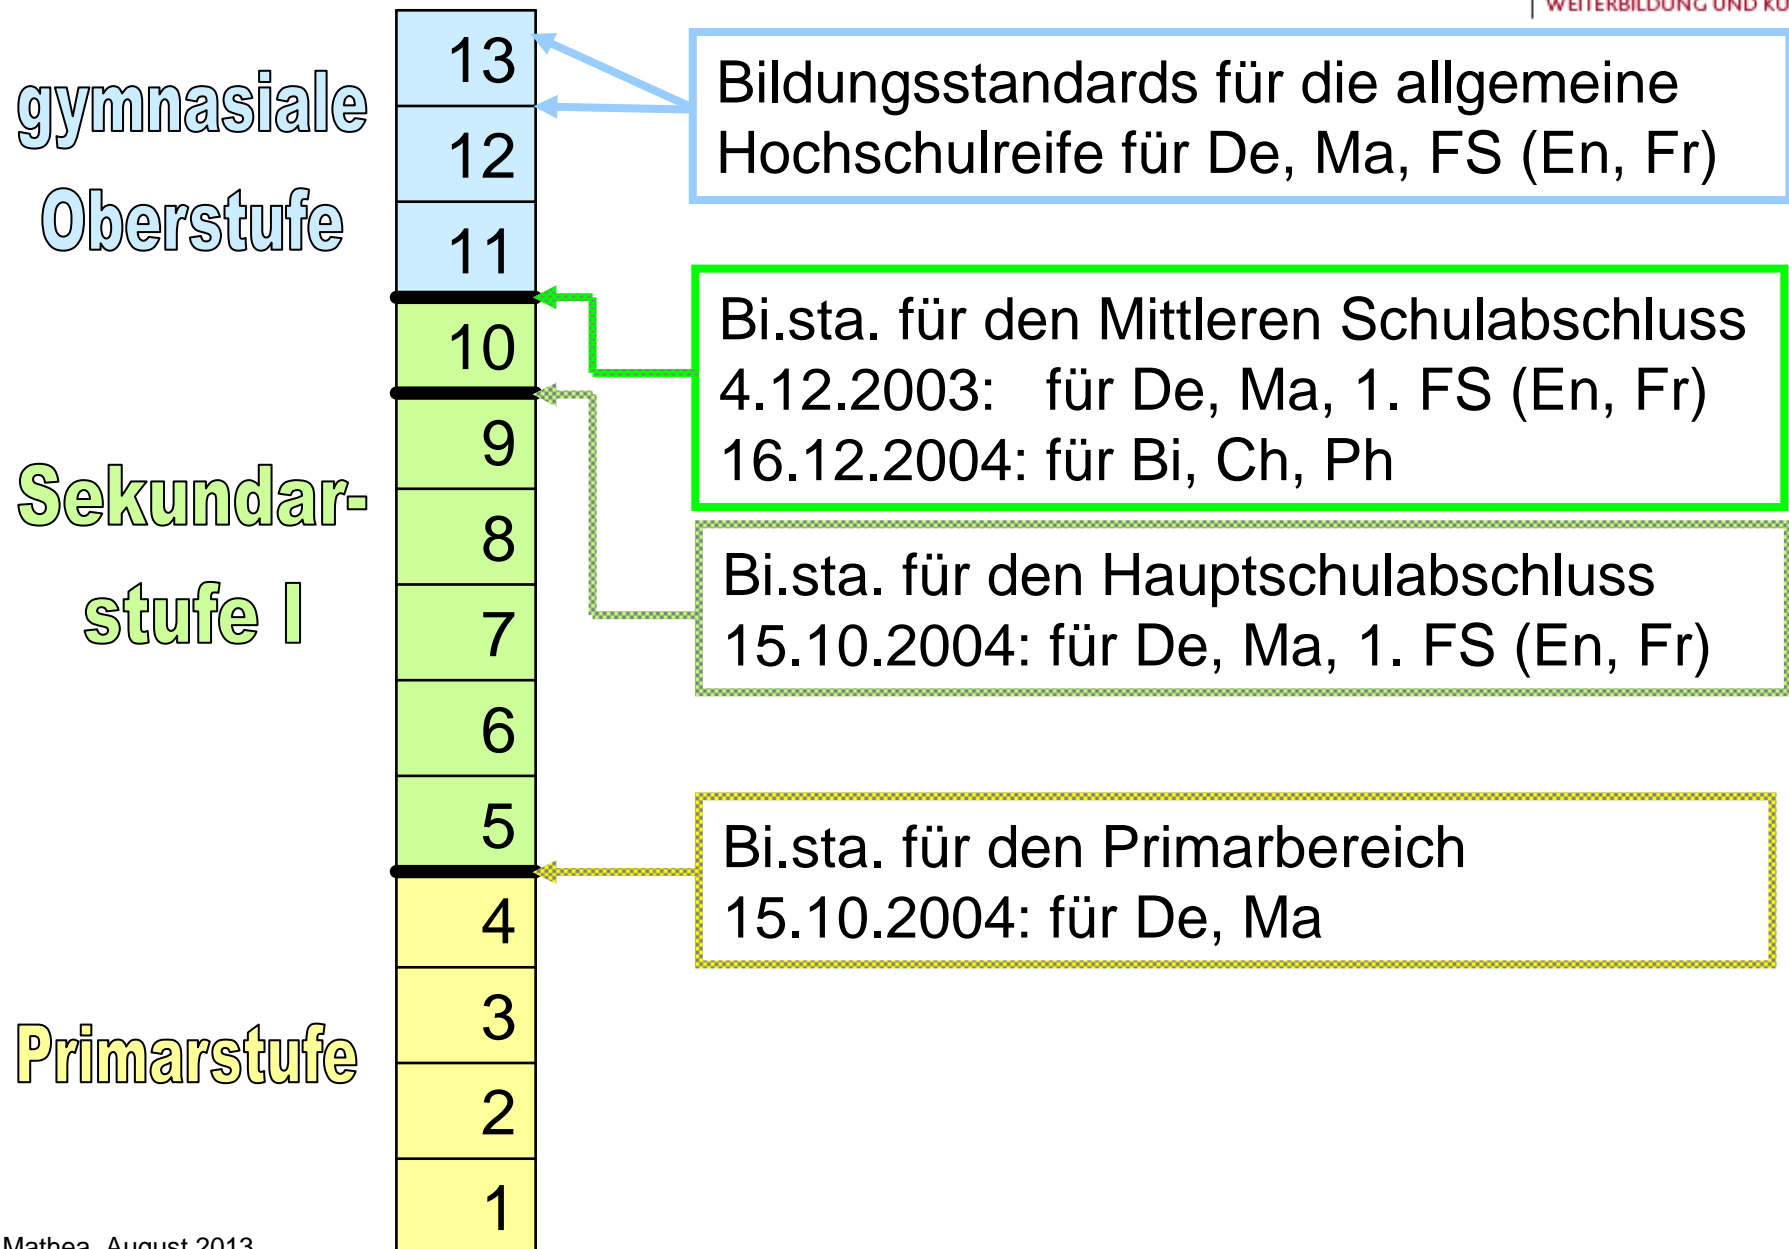 WEITERBILDUNG UND
gymnasiale
Oberstufe
Sekundar-
stufe I
Primarstufe
13
12
11
10
9
8
7
6
5
4
3
2
1
Bildungsstandards für die allgemeine
Hochschulreife für De, Ma, FS (En, Fr)
Bi.sta. für den Mittleren Schulabschluss
4.12.2003: für De, Ma, 1. FS (En, Fr)
16.12.2004: für Bi, Ch, Ph
Bi.sta. für den Hauptschulabschluss
15.10.2004: für De, Ma, 1. FS (En, Fr)
Bi.sta. für den Primarbereich
15.10.2004: für De, Ma
Mathea, August 2013